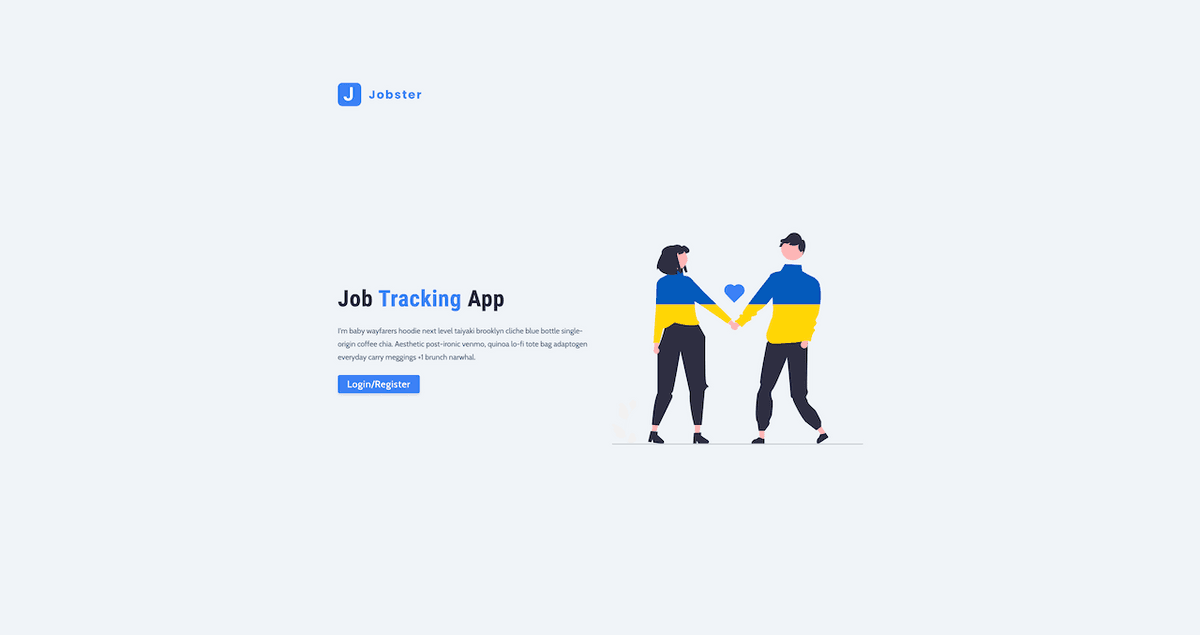 J Jobster
Job Tracking App
I'm baby wayfarers hoodie next level taiyaki brooklyn cliche blue bottle single-
origin coffee chia. Aesthetic post-ironic venmo, quinoa lo-fi tote bag adaptogen
everyday carry meggings +1 brunch narwhal.
Login/Register